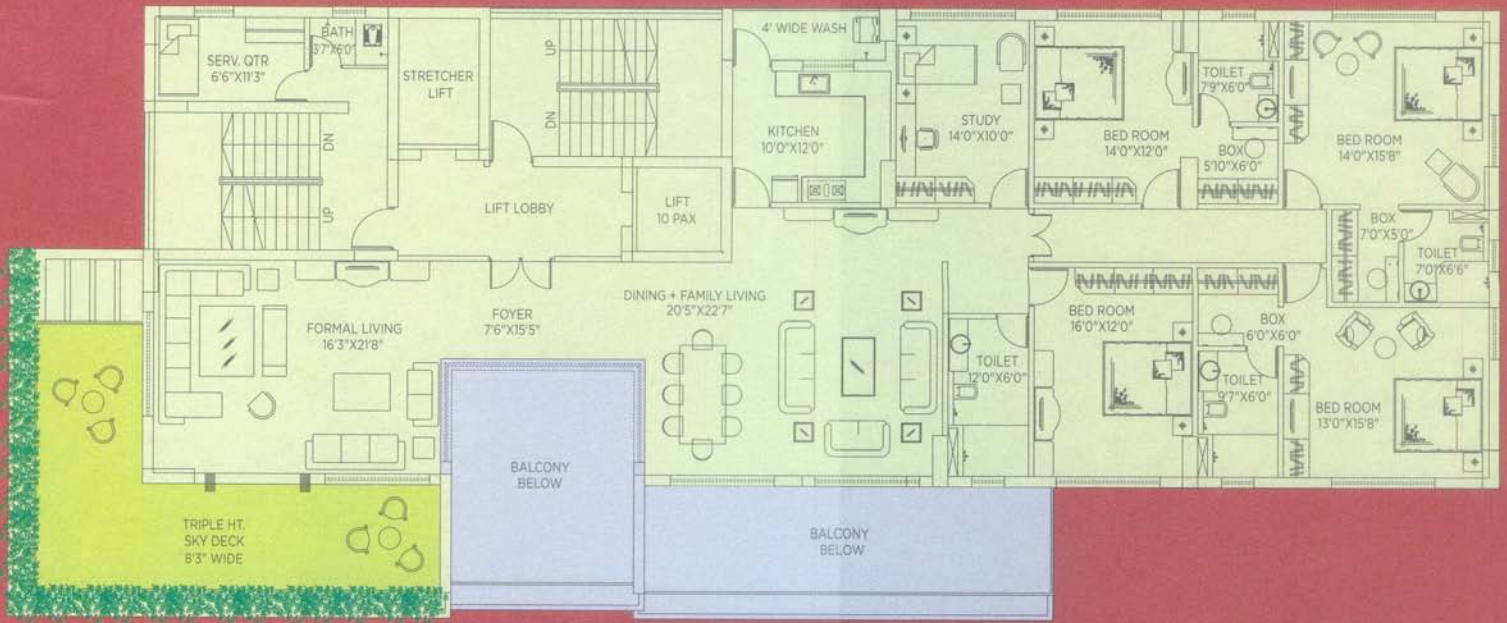 SERV. QTR
6'6"X11'3"
BATH
3'7"X5'0"
STRETCHER
LIFT
UP
DN
4' WIDE WASH
KITCHEN
10'0"X12'0"
STUDY
14'0"X10'0"
BED ROOM
14'0"X12'0"
TOILET
7'9"X6'0"
BOX
5'10"X6'0"
BED ROOM
14'0"X15'8"
DN
UP
LIFT LOBBY
LIFT
10 PAX
BOX
7'0"X5'0"
TOILET
7'0"X6'6"
FORMAL LIVING
16'3"X21'8"
FOYER
7'6"X15'5"
DINING + FAMILY LIVING
20'5"X22'7"
TOILET
12'0"X6'0"
BED ROOM
16'0"X12'0"
BOX
6'0"X6'0"
TOILET
9'7"X6'0"
BED ROOM
13'0"X15'8"
BALCONY
BELOW
TRIPLE HT.
SKY DECK
8'3" WIDE
BALCONY
BELOW